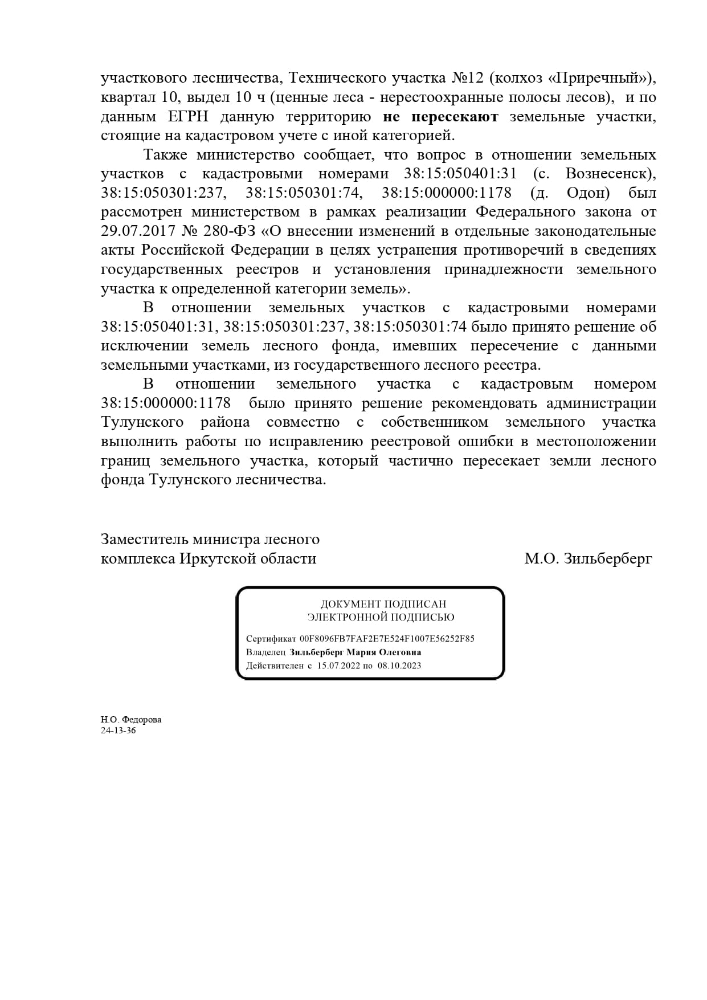 участкового лесничества, Технического участка №12 (колхоз «Приречный»),
квартал 10, выдел 10 ч (ценные леса - нерестоохранные полосы лесов), и по
данным ЕГРН данную территорию не пересекают земельные участки,
стоящие на кадастровом учете с иной категорией.
Также министерство сообщает, что вопрос в отношении земельных
участков с кадастровыми номерами 38:15:050401:31 (с. Вознесенск),
38:15:050301:237, 38:15:050301:74, 38:15:000000:1178 (д. Одон) был
рассмотрен министерством в рамках реализации Федерального закона от
29.07.2017 № 280-ФЗ «О внесении изменений в отдельные законодательные
акты Российской Федерации в целях устранения противоречий в сведениях
государственных реестров и установления принадлежности земельного
участка к определенной категории земель».
В отношении земельных участков с кадастровыми номерами
38:15:050401:31, 38:15:050301:237, 38:15:050301:74 было принято решение об
исключении земель лесного фонда, имевших пересечение с данными
земельными участками, из государственного лесного реестра.
В отношении земельного участка с кадастровым номером
38:15:000000:1178 было принято решение рекомендовать администрации
Тулунского района совместно с собственником земельного участка
выполнить работы по исправлению реестровой ошибки в местоположении
границ земельного участка, который частично пересекает земли лесного
фонда Тулунского лесничества.
Заместитель министра лесного
комплекса Иркутской области М.О. Зильберберг
ДОКУМЕНТ ПОДПИСАН
ЭЛЕКТРОННОЙ ПОДПИСЬЮ
Сертификат 00F8096FB7FAF2E7E524F1007E56252F85
Владелец Зильберберг Мария Олеговна
Действителен с 15.07.2022 по 08.10.2023
Н.О. Федорова
24-13-36